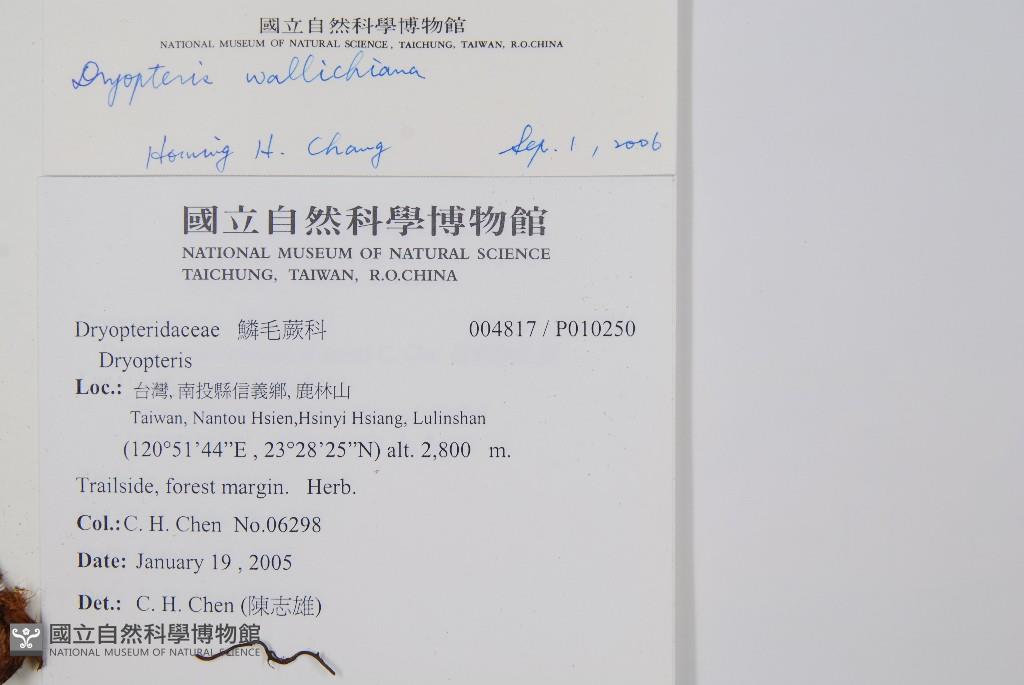 國立自然科學博物館
NATIONAL MUSEUM OF NATURAL SCIENCE, TAICHUNG, TAIWAN, R.O.CHINA
Dryopteris wallichiana
Houing H. Chang Sep. 1, 2006
國立自然科學博物館
NATIONAL MUSEUM OF NATURAL SCIENCE
TAICHUNG, TAIWAN, R.O.CHINA
Dryopteridaceae 鱗毛蕨科 004817 / P010250
Dryopteris
Loc.: 台灣, 南投縣信義鄉, 鹿林山
Taiwan, Nantou Hsien,Hsinyi Hsiang, Lulinshan
(120°51’44”E , 23°28’25”N) alt. 2,800 m.
Trailside, forest margin. Herb.
Col.: C. H. Chen No.06298
Date: January 19 , 2005
Det.: C. H. Chen (陳志雄)
國立自然科學博物館
NATIONAL MUSEUM OF NATURAL SCIENCE